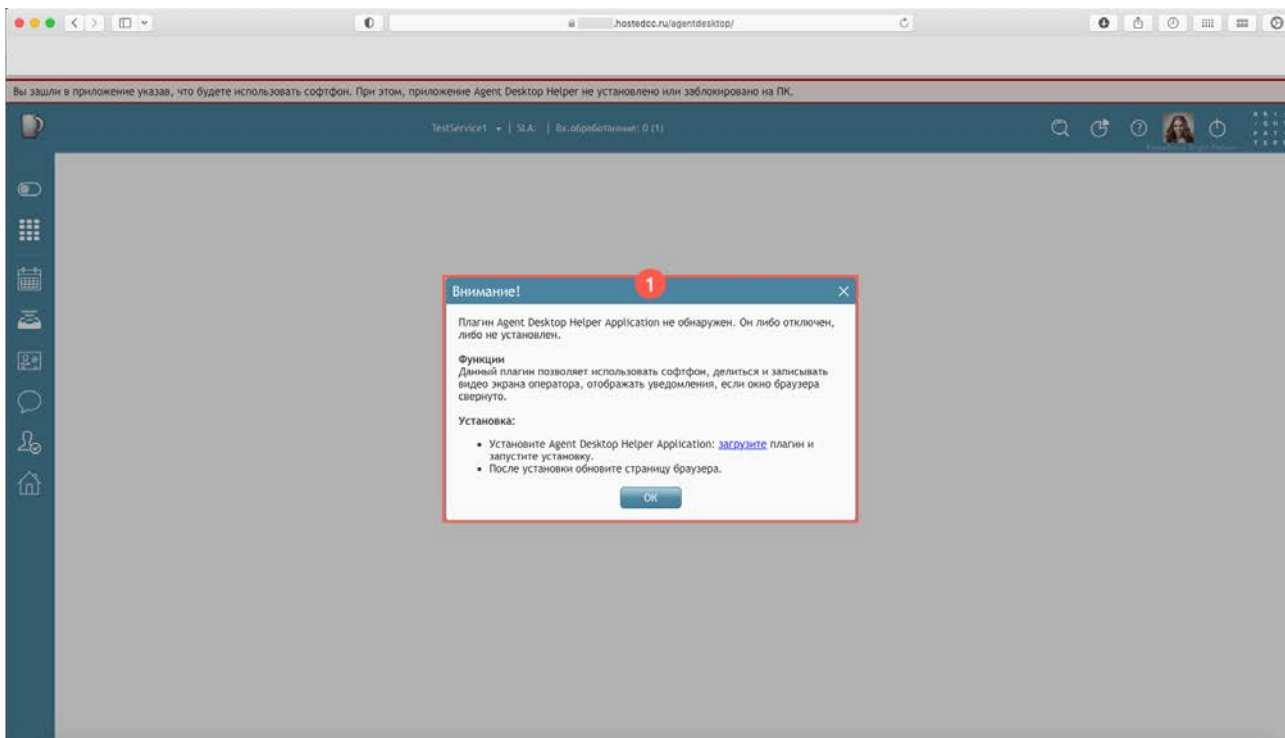 .hostedcc.ru/agentdesktop/
Вы зашли в приложение указав, что будете использовать софтфон. При этом, приложение Agent Desktop Helper не установлено или заблокировано на ПК.
TestService1 | SLA: | Вх.обработанные: 0 (1)
1
Внимание!
Плагин Agent Desktop Helper Application не обнаружен. Он либо отключен,
либо не установлен.
Функции
Данный плагин позволяет использовать софтфон, делиться и записывать
видео экрана оператора, отображать уведомления, если окно браузера
свернуто.
Установка:
• Установите Agent Desktop Helper Application: загрузите плагин и
запустите установку.
• После установки обновите страницу браузера.
ОК